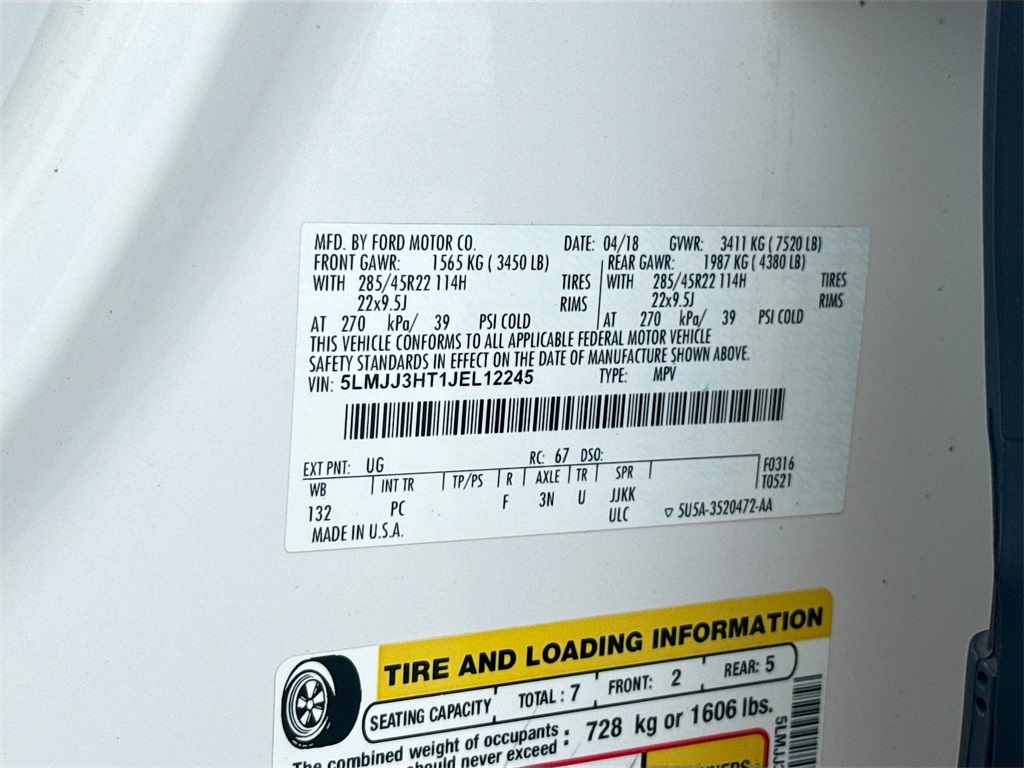 MFD. BY FORD MOTOR CO. DATE: 04/18 GVWR: 3411 KG ( 7520 LB)
FRONT GAWR: 1565 KG ( 3450 LB) REAR GAWR: 1987 KG ( 4380 LB)
WITH 285/45R22 114H TIRES WITH 285/45R22 114H TIRES
22x9.5J RIMS 22x9.5J RIMS
AT 270 kPa/ 39 PSI COLD AT 270 kPa/ 39 PSI COLD
THIS VEHICLE CONFORMS TO ALL APPLICABLE FEDERAL MOTOR VEHICLE
SAFETY STANDARDS IN EFFECT ON THE DATE OF MANUFACTURE SHOWN ABOVE.
VIN: 5LMJJ3HT1JEL12245 TYPE: MPV
EXT PNT: UG RC: 67 DSO: F0316
WB INT TR TP/PS R AXLE TR SPR T0521
132 PC F 3N U JJKK
ULC ▽ 5U5A-3520472-AA
MADE IN U.S.A.
TIRE AND LOADING INFORMATION
SEATING CAPACITY TOTAL : 7 FRONT: 2 REAR: 5
The combined weight of occupants
should never exceed : 728 kg or 1606 lbs.
5LMJJ3